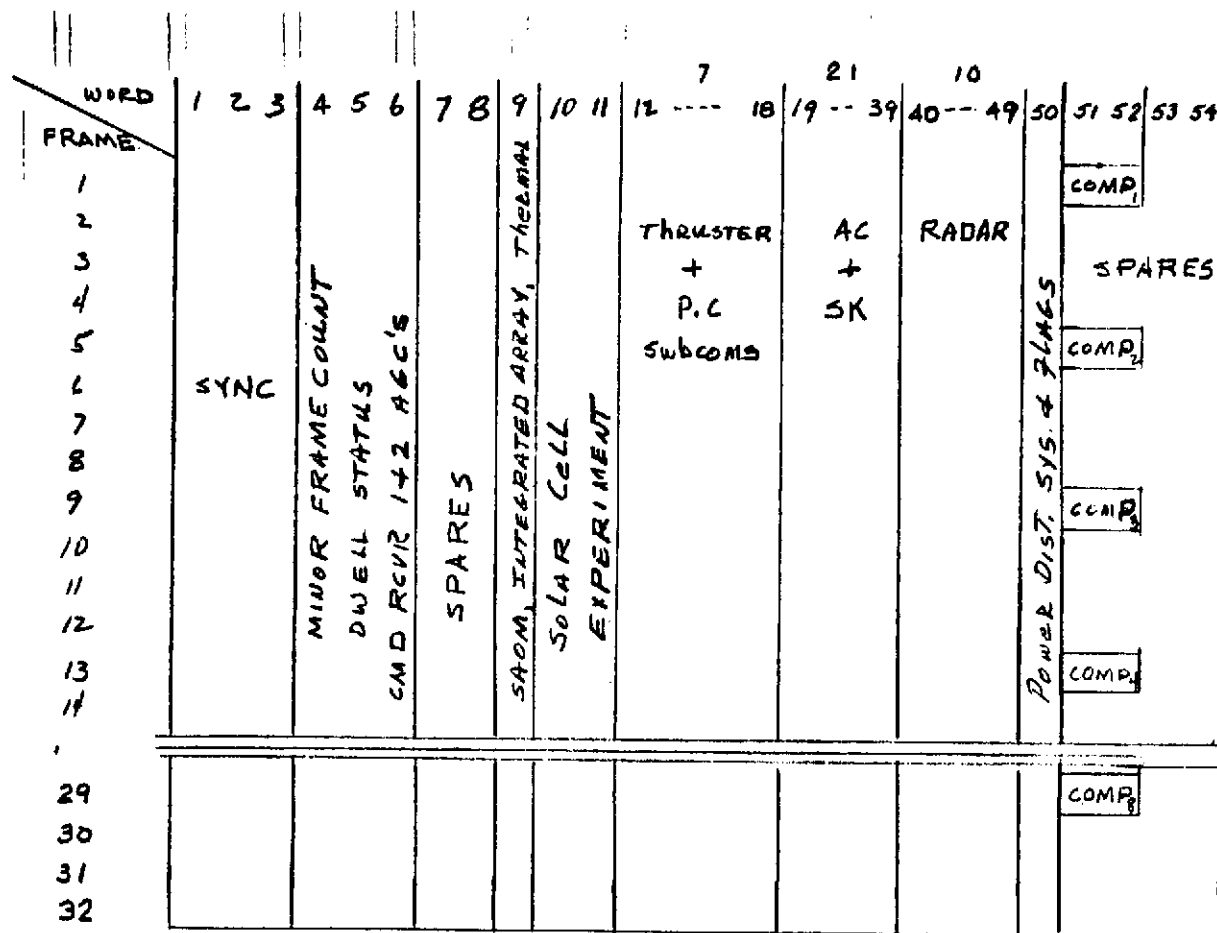 7 21 10
WORD 1 2 3 4 5 6 7 8 9 10 11 12 ---- 18 19 -- 39 40 -- 49 50 51 52 53 54
FRAME
1 COMP1
2 THRUSTER AC RADAR
3 + + SPARES
4 P.C SK
5 SUBCOMS COMP2
6 SYNC
7
8
9 COMP3
10
11
12
13 COMP4
14
MINOR FRAME COUNT
DWELL STATUS
CMD RCVR 1+2 AGC'S
SPARES
SAOM, INTEGRATED ARRAY, Thermal
SOLAR CELL
EXPERIMENT
POWER DIST. SYS. & FLAGS
29 COMP8
30
31
32